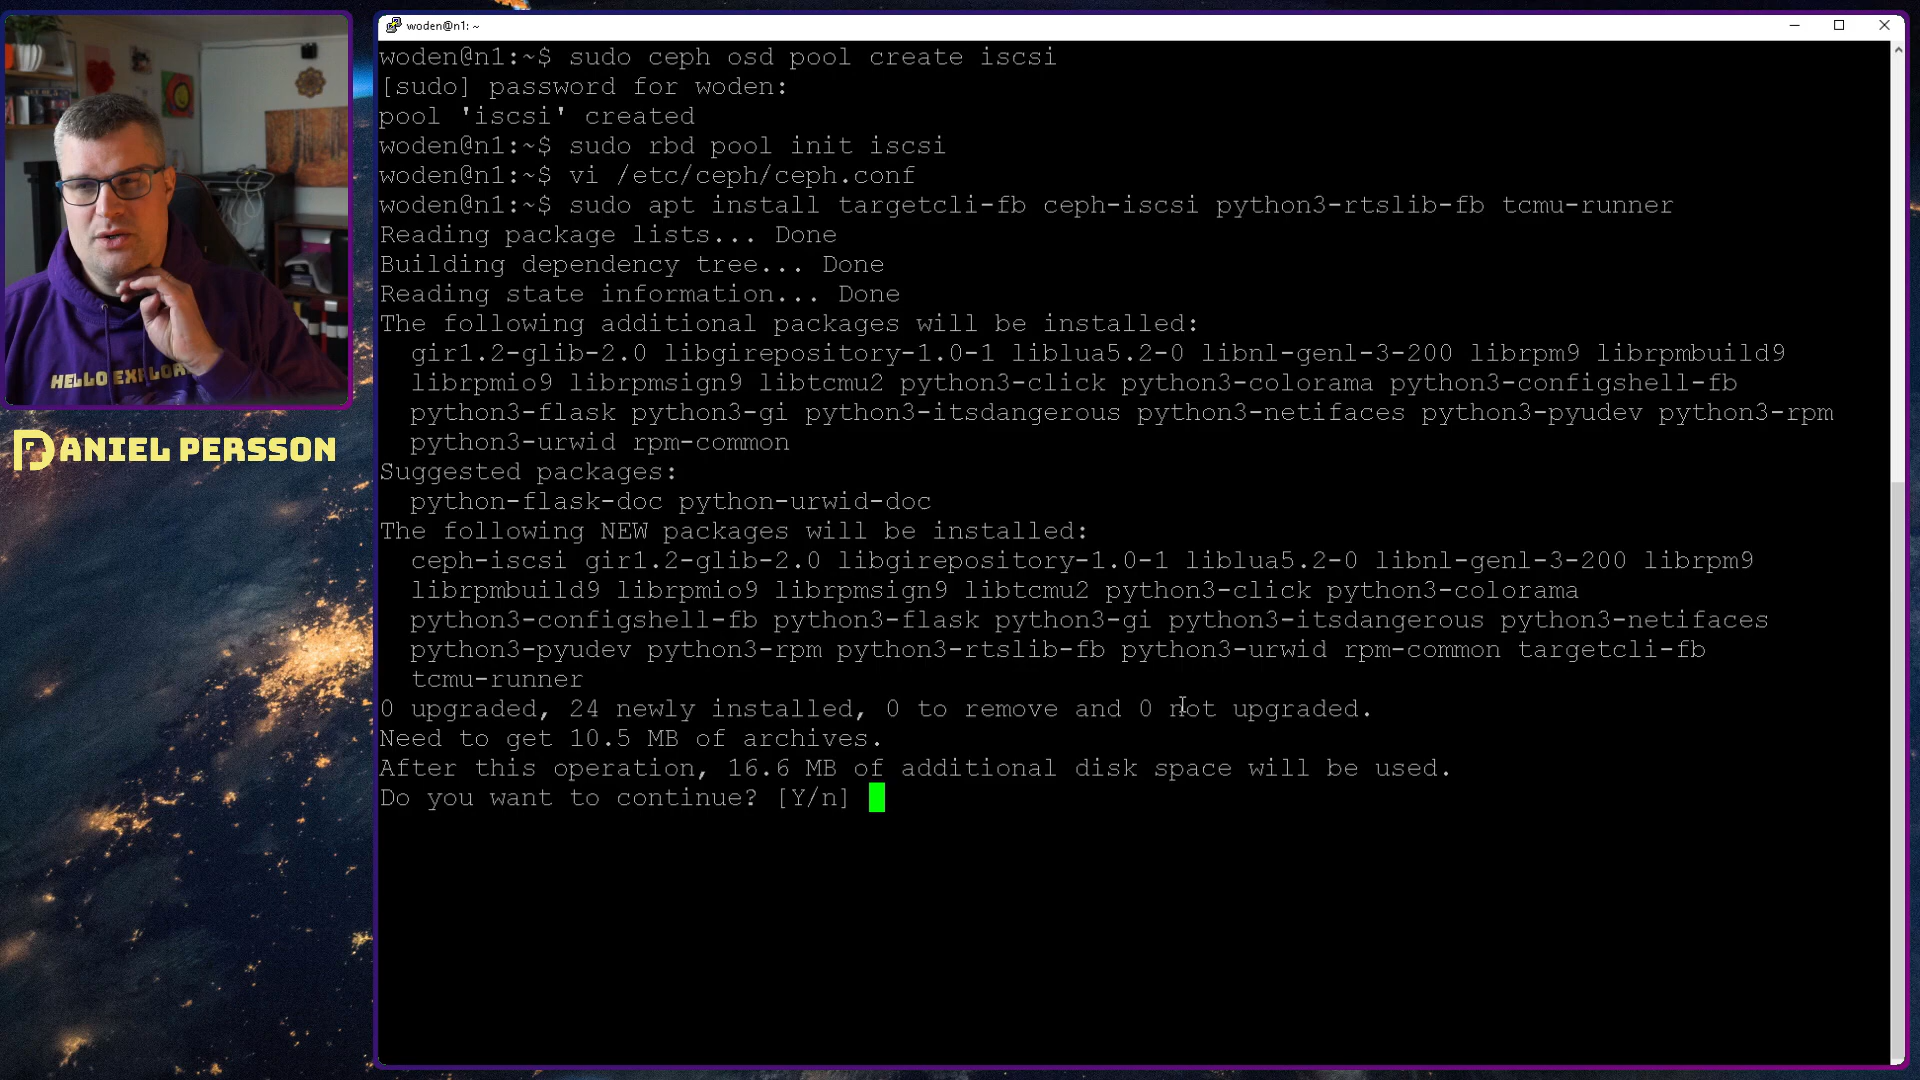 woden@n1: ~
woden@n1:~$ sudo ceph osd pool create iscsi
[sudo] password for woden:
pool 'iscsi' created
woden@n1:~$ sudo rbd pool init iscsi
woden@n1:~$ vi /etc/ceph/ceph.conf
woden@n1:~$ sudo apt install targetcli-fb ceph-iscsi python3-rtslib-fb tcmu-runner
Reading package lists... Done
Building dependency tree... Done
Reading state information... Done
The following additional packages will be installed:
gir1.2-glib-2.0 libgirepository-1.0-1 liblua5.2-0 libnl-genl-3-200 librpm9 librpmbuild9
librpmio9 librpmsign9 libtcmu2 python3-click python3-colorama python3-configshell-fb
python3-flask python3-gi python3-itsdangerous python3-netifaces python3-pyudev python3-rpm
python3-urwid rpm-common
Suggested packages:
python-flask-doc python-urwid-doc
The following NEW packages will be installed:
ceph-iscsi gir1.2-glib-2.0 libgirepository-1.0-1 liblua5.2-0 libnl-genl-3-200 librpm9
librpmbuild9 librpmio9 librpmsign9 libtcmu2 python3-click python3-colorama
python3-configshell-fb python3-flask python3-gi python3-itsdangerous python3-netifaces
python3-pyudev python3-rpm python3-rtslib-fb python3-urwid rpm-common targetcli-fb
tcmu-runner
0 upgraded, 24 newly installed, 0 to remove and 0 not upgraded.
Need to get 10.5 MB of archives.
After this operation, 16.6 MB of additional disk space will be used.
Do you want to continue? [Y/n]
HELLO
DANIEL PERSSON